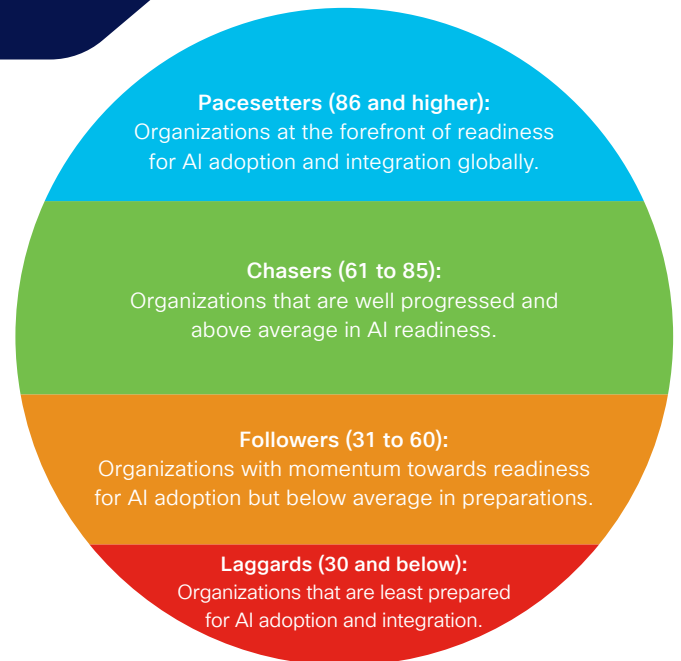 Pacesetters (86 and higher):
Organizations at the forefront of readiness
for AI adoption and integration globally.
Chasers (61 to 85):
Organizations that are well progressed and
above average in AI readiness.
Followers (31 to 60):
Organizations with momentum towards readiness
for AI adoption but below average in preparations.
Laggards (30 and below):
Organizations that are least prepared
for AI adoption and integration.